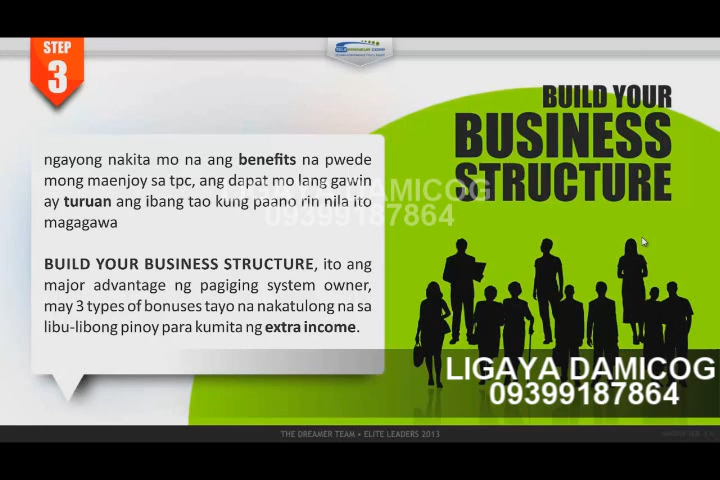 STEP
3
BUILD YOUR
BUSINESS
STRUCTURE
ngayong nakita mo na ang benefits na pwede
mong maenjoy sa tpc, ang dapat mo lang gawin
ay turuan ang ibang tao kung paano rin nila ito
magagawa
BUILD YOUR BUSINESS STRUCTURE, ito ang
major advantage ng pagiging system owner,
may 3 types of bonuses tayo na nakatulong na sa
libu-libong pinoy para kumita ng extra income.
LIGAYA DAMICOG
09399187864
LIGAYA DAMICOG
09399187864
THE DREAMER TEAM • ELITE LEADERS 2013